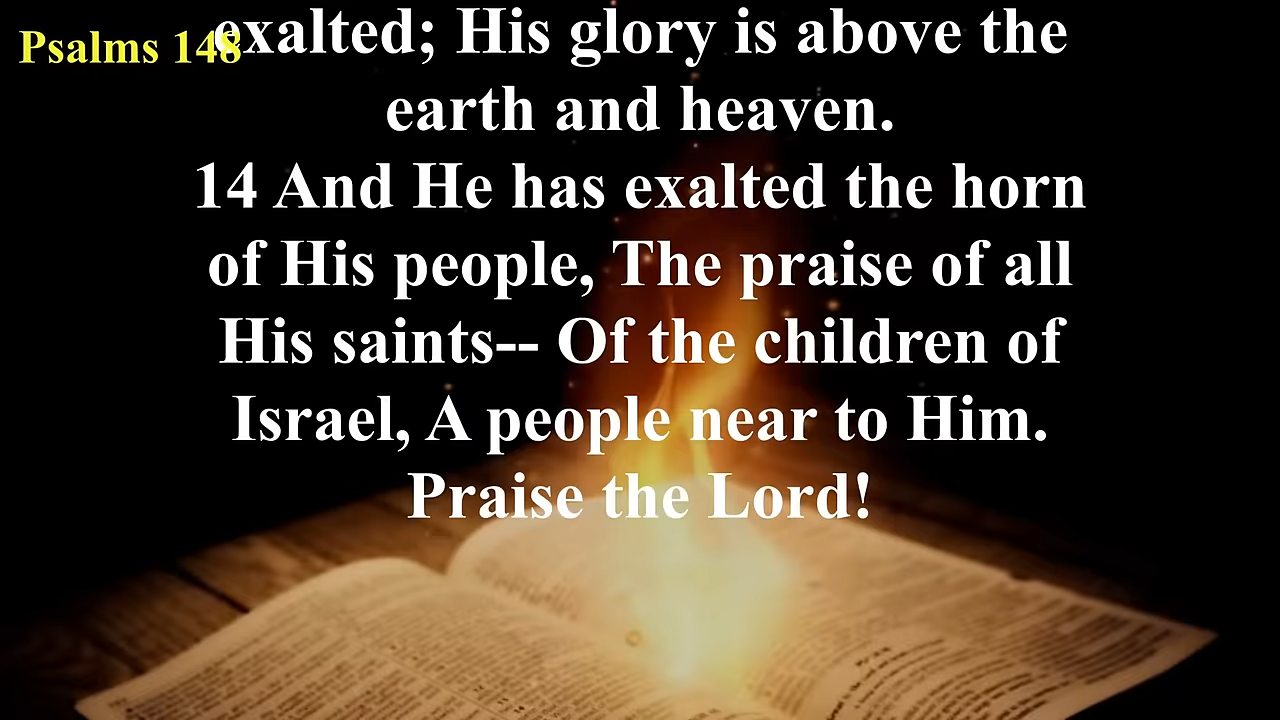 Psalms 148
exalted; His glory is above the
earth and heaven.
14 And He has exalted the horn
of His people, The praise of all
His saints-- Of the children of
Israel, A people near to Him.
Praise the Lord!